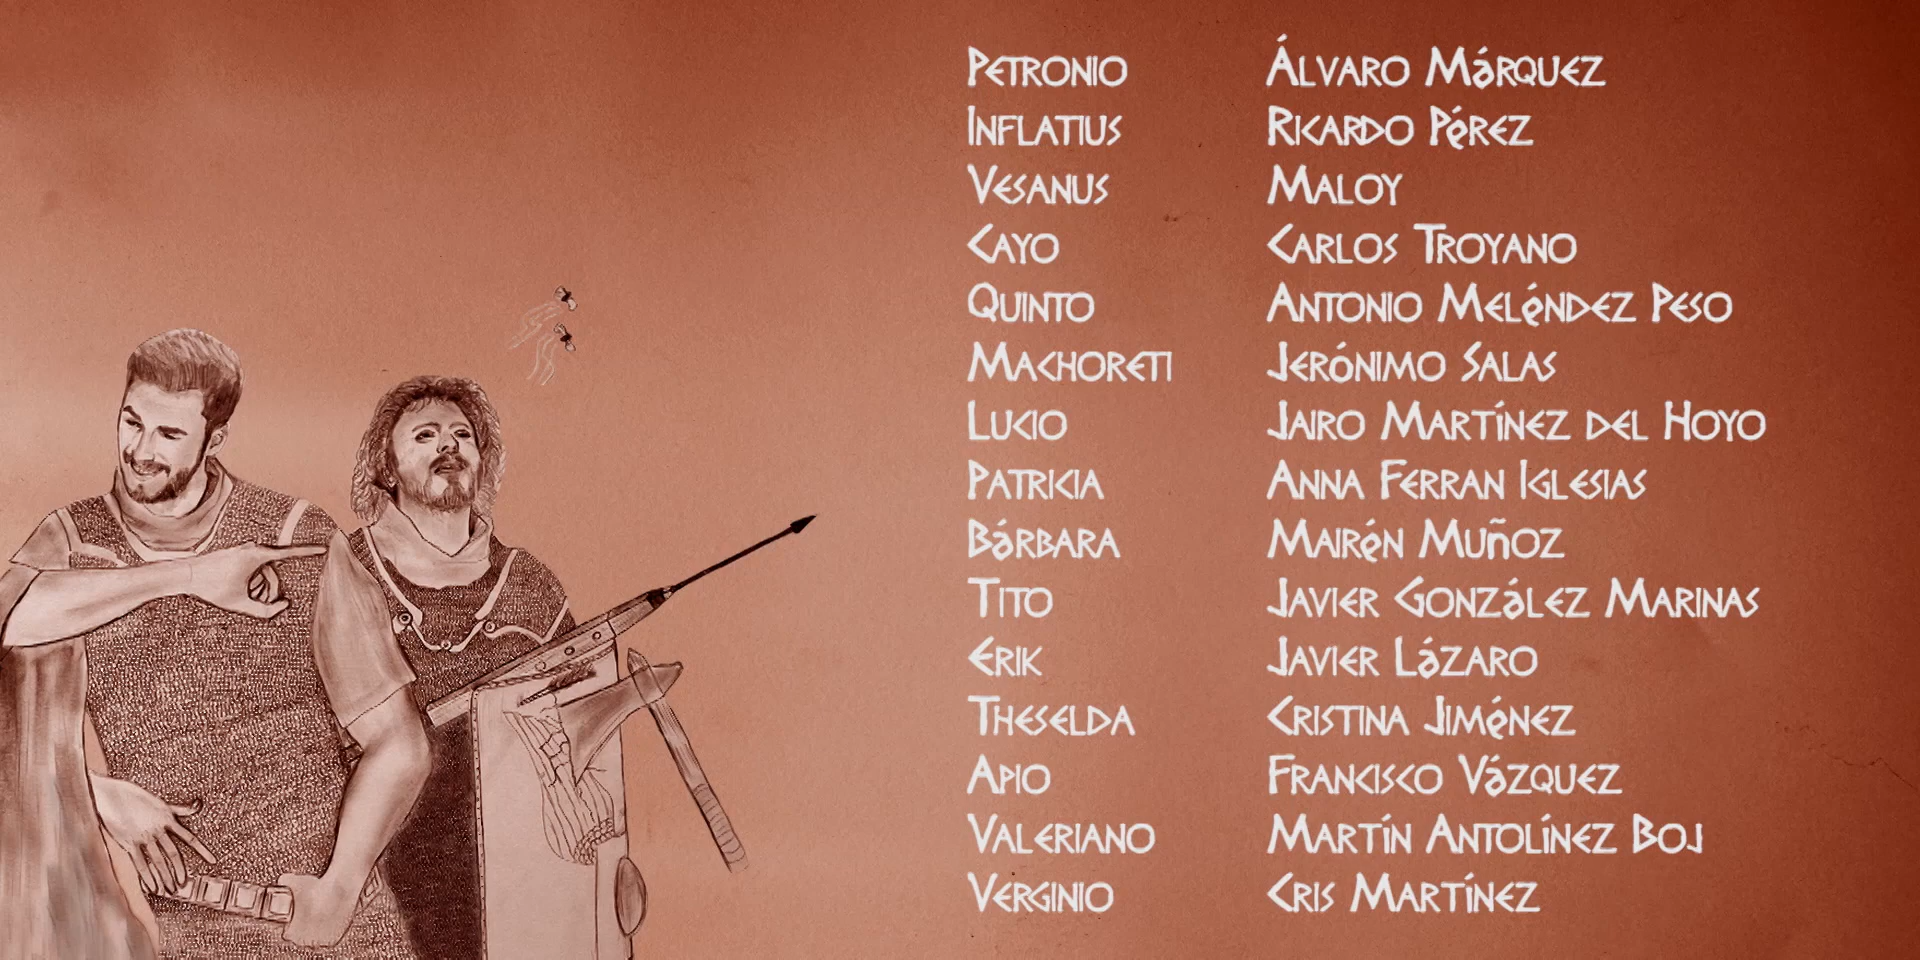 Petronio Álvaro Márquez
Inflatius Ricardo Pérez
Vesanus Maloy
Cayo Carlos Troyano
Quinto Antonio Meléndez Peso
Machoreti Jerónimo Salas
Lucio Jairo Martínez del Hoyo
Patricia Anna Ferran Iglesias
Bárbara Mairén Muñoz
Tito Javier González Marinas
Erik Javier Lázaro
Theselda Cristina Jiménez
Apio Francisco Vázquez
Valeriano Martín Antolínez Boj
Verginio Cris Martínez